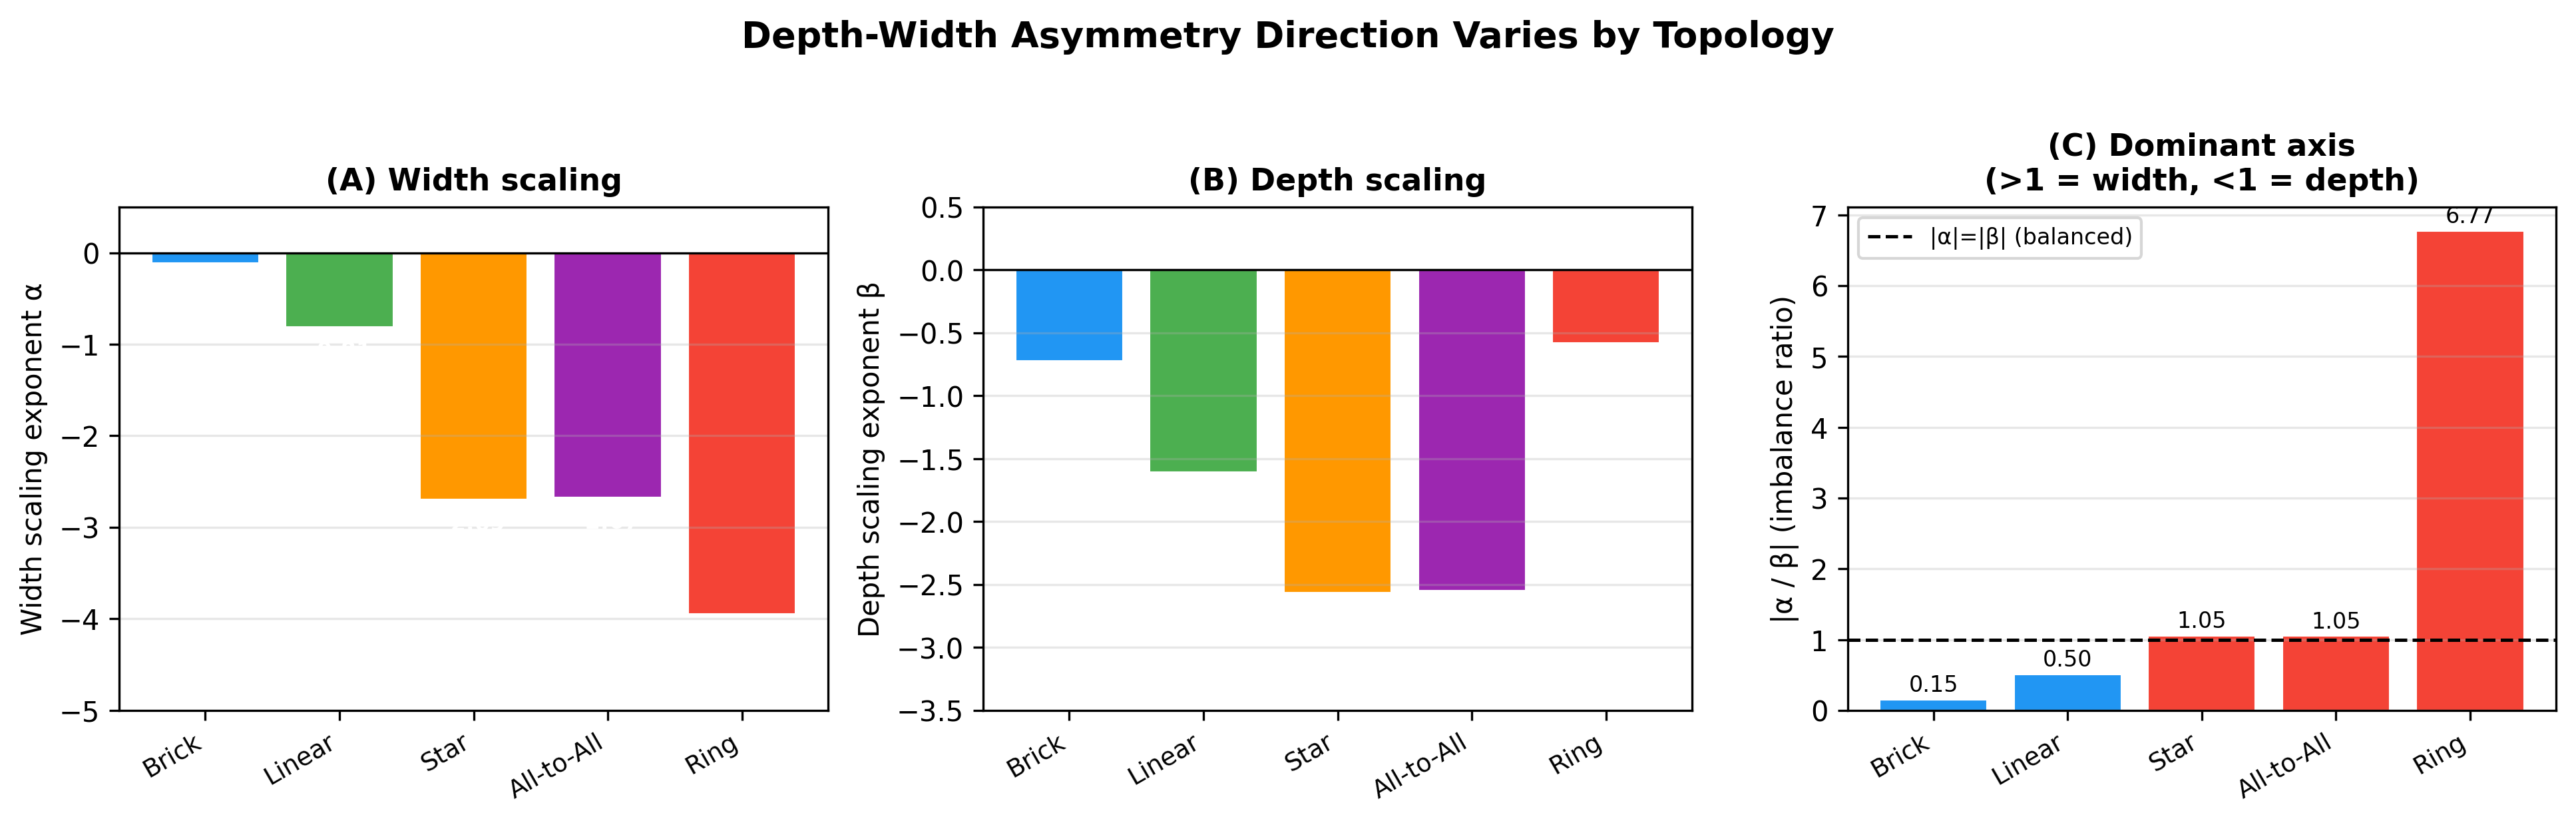 Depth-Width Asymmetry Direction Varies by Topology
(A) Width scaling
Width scaling exponent α
0
−1
−2
−3
−4
−5
Brick
Linear
Star
All-to-All
Ring
(B) Depth scaling
Depth scaling exponent β
0.5
0.0
−0.5
−1.0
−1.5
−2.0
−2.5
−3.0
−3.5
Brick
Linear
Star
All-to-All
Ring
(C) Dominant axis
(>1 = width, <1 = depth)
|α / β| (imbalance ratio)
7
6
5
4
3
2
1
0
|α|=|β| (balanced)
0.15
0.50
1.05
1.05
6.77
Brick
Linear
Star
All-to-All
Ring